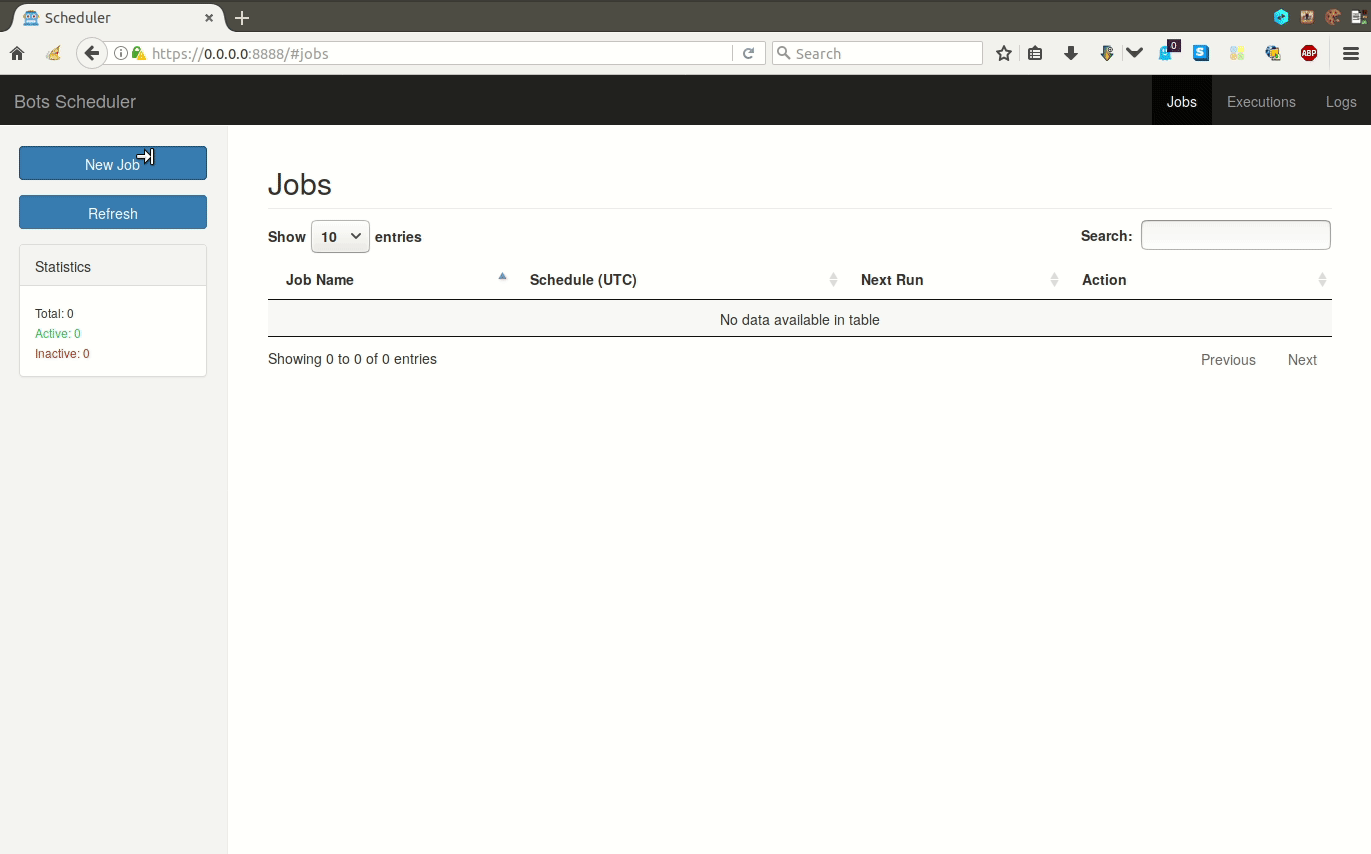 Scheduler
https://0.0.0.0:8888/#jobs
Search
0
S
ABP
Bots Scheduler
Jobs
Executions
Logs
New Job
Refresh
Statistics
Total: 0
Active: 0
Inactive: 0
Jobs
Show 10 entries
Search:
Job Name Schedule (UTC) Next Run Action
No data available in table
Showing 0 to 0 of 0 entries
Previous Next